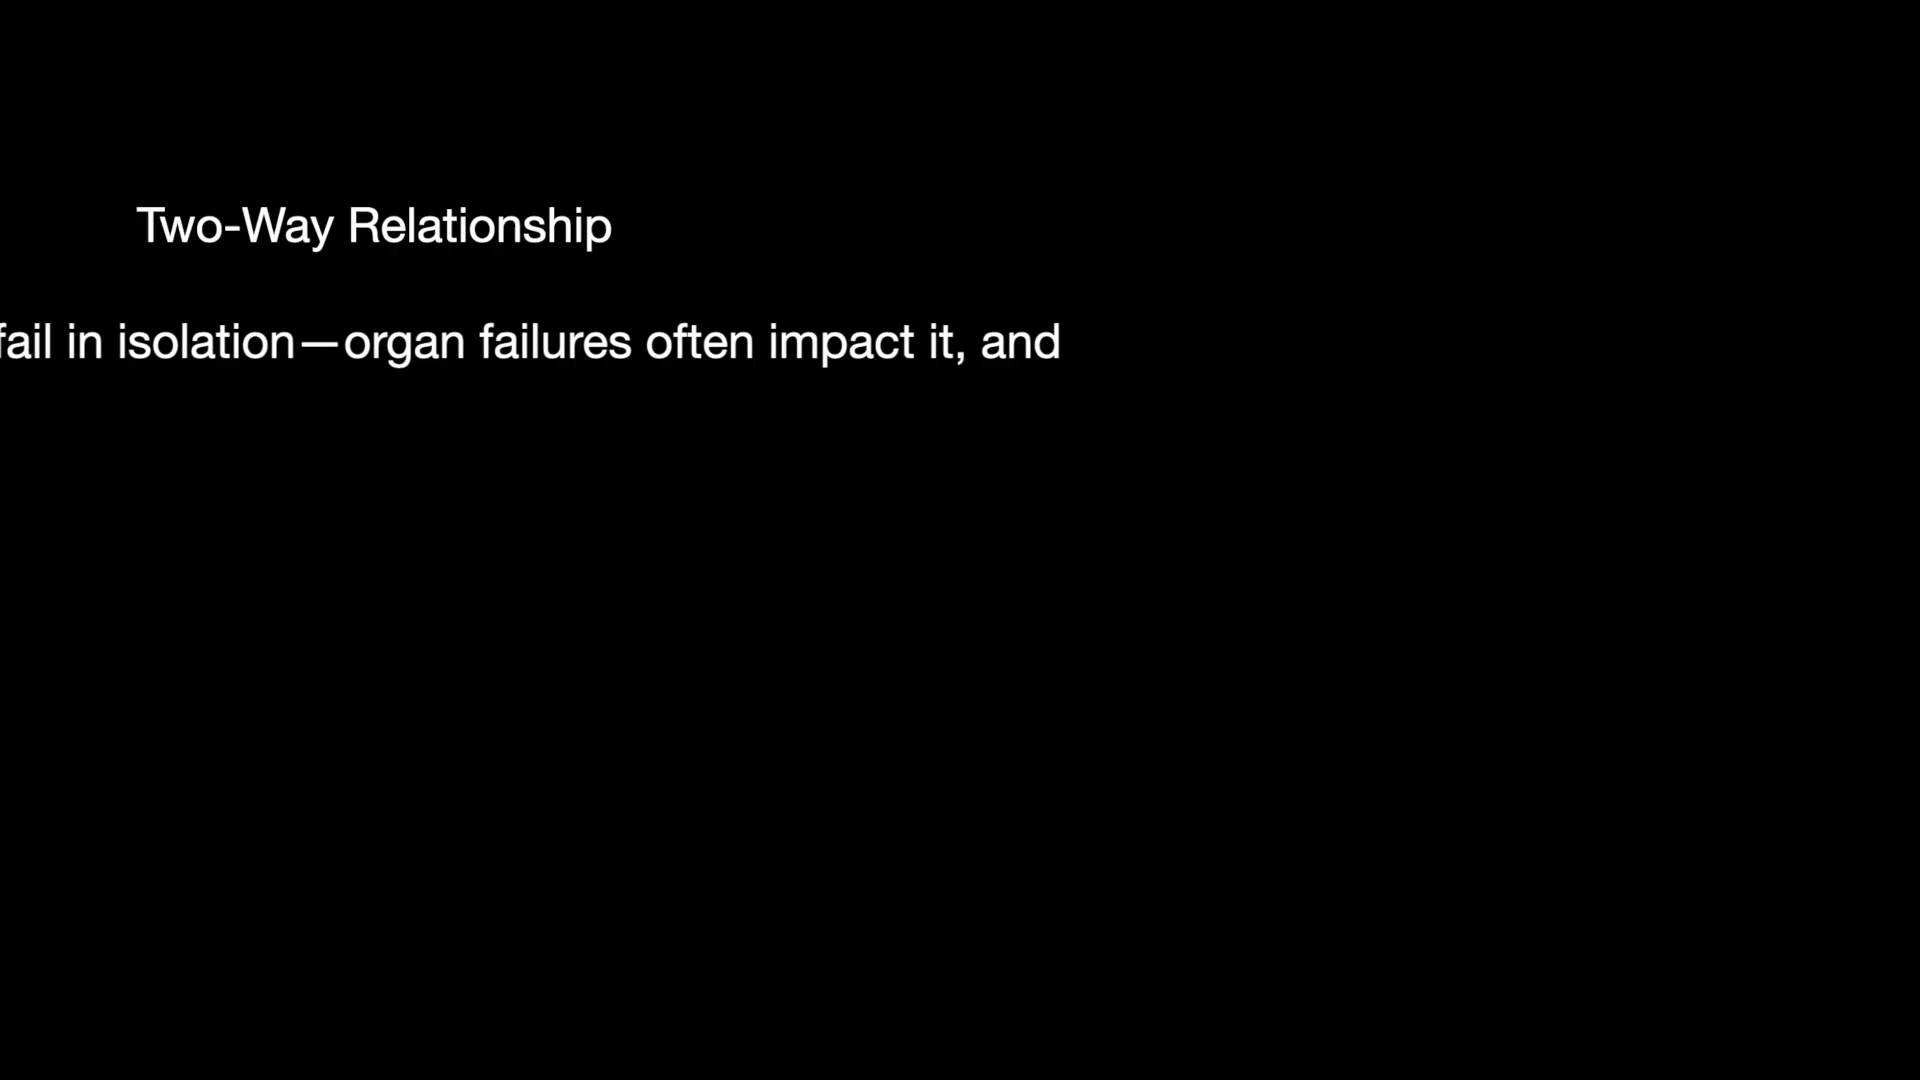 Two-Way Relationship
fail in isolation—organ failures often impact it, and